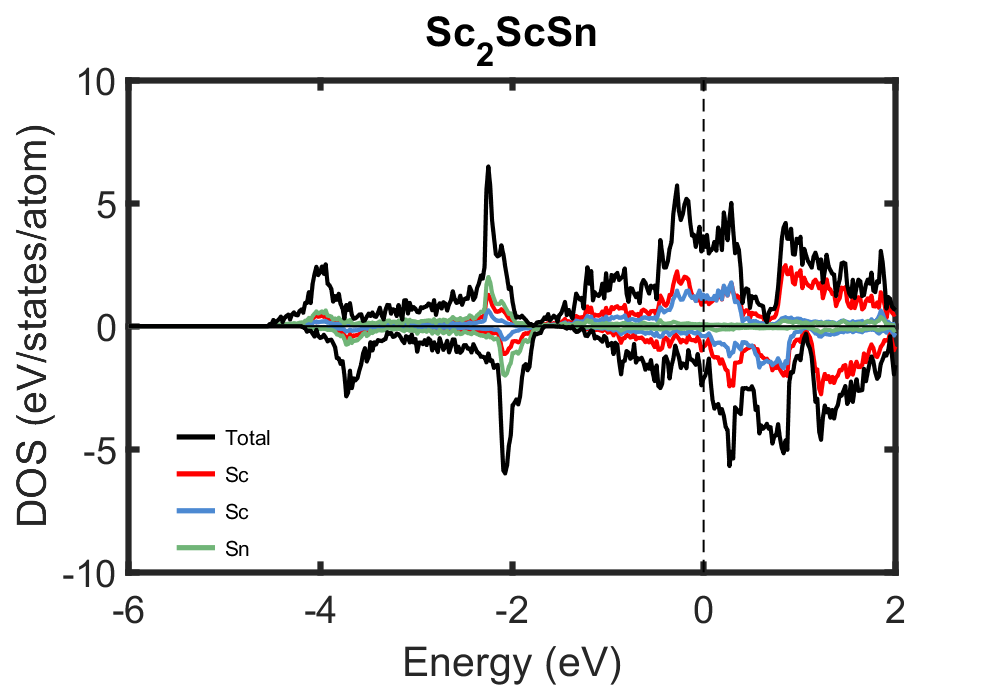 Sc2ScSn
DOS (eV/states/atom)
10
5
0
-5
-10
Total
Sc
Sc
Sn
-6 -4 -2 0 2
Energy (eV)